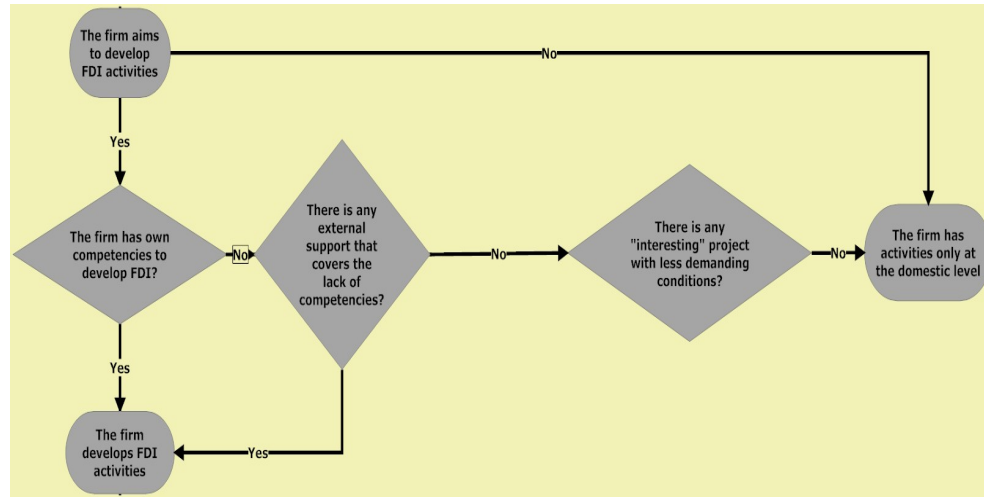 The firm aims
to develop
FDI activities
No
Yes
The firm has own
competencies to
develop FDI?
No
There is any
external
support that
covers the
lack of
competencies?
No
There is any
"interesting" project
with less demanding
conditions?
No
The firm has
activities only at
the domestic level
Yes
The firm
develops FDI
activities
Yes